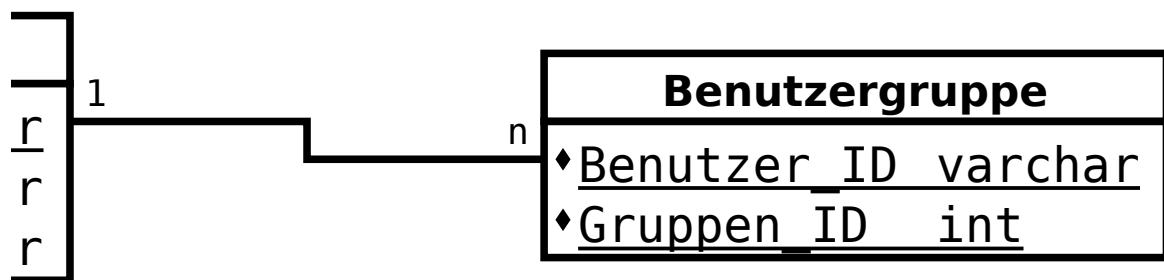 1
r
r
r
n
Benutzergruppe
Benutzer_ID varchar
Gruppen_ID int